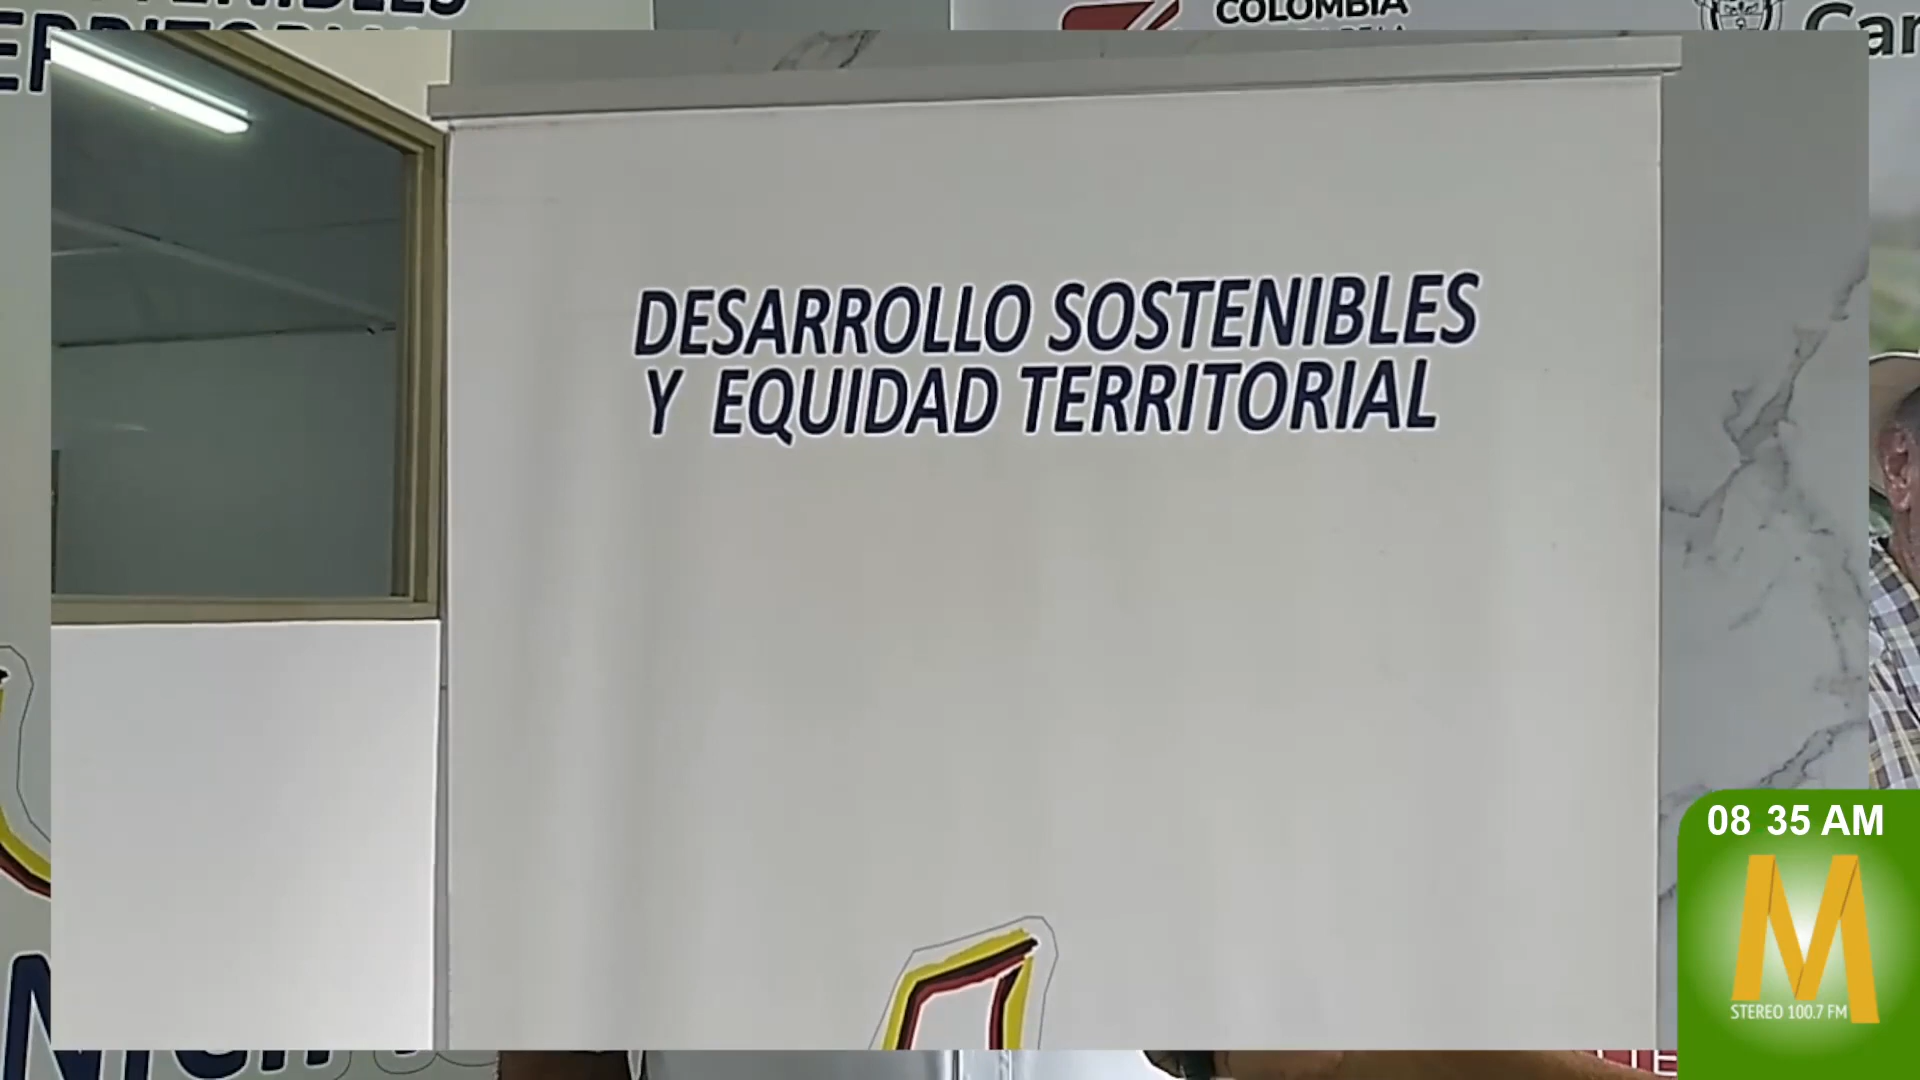 COLOMBIA
DESARROLLO SOSTENIBLES
Y EQUIDAD TERRITORIAL
08 35 AM
M
STEREO 100.7 FM